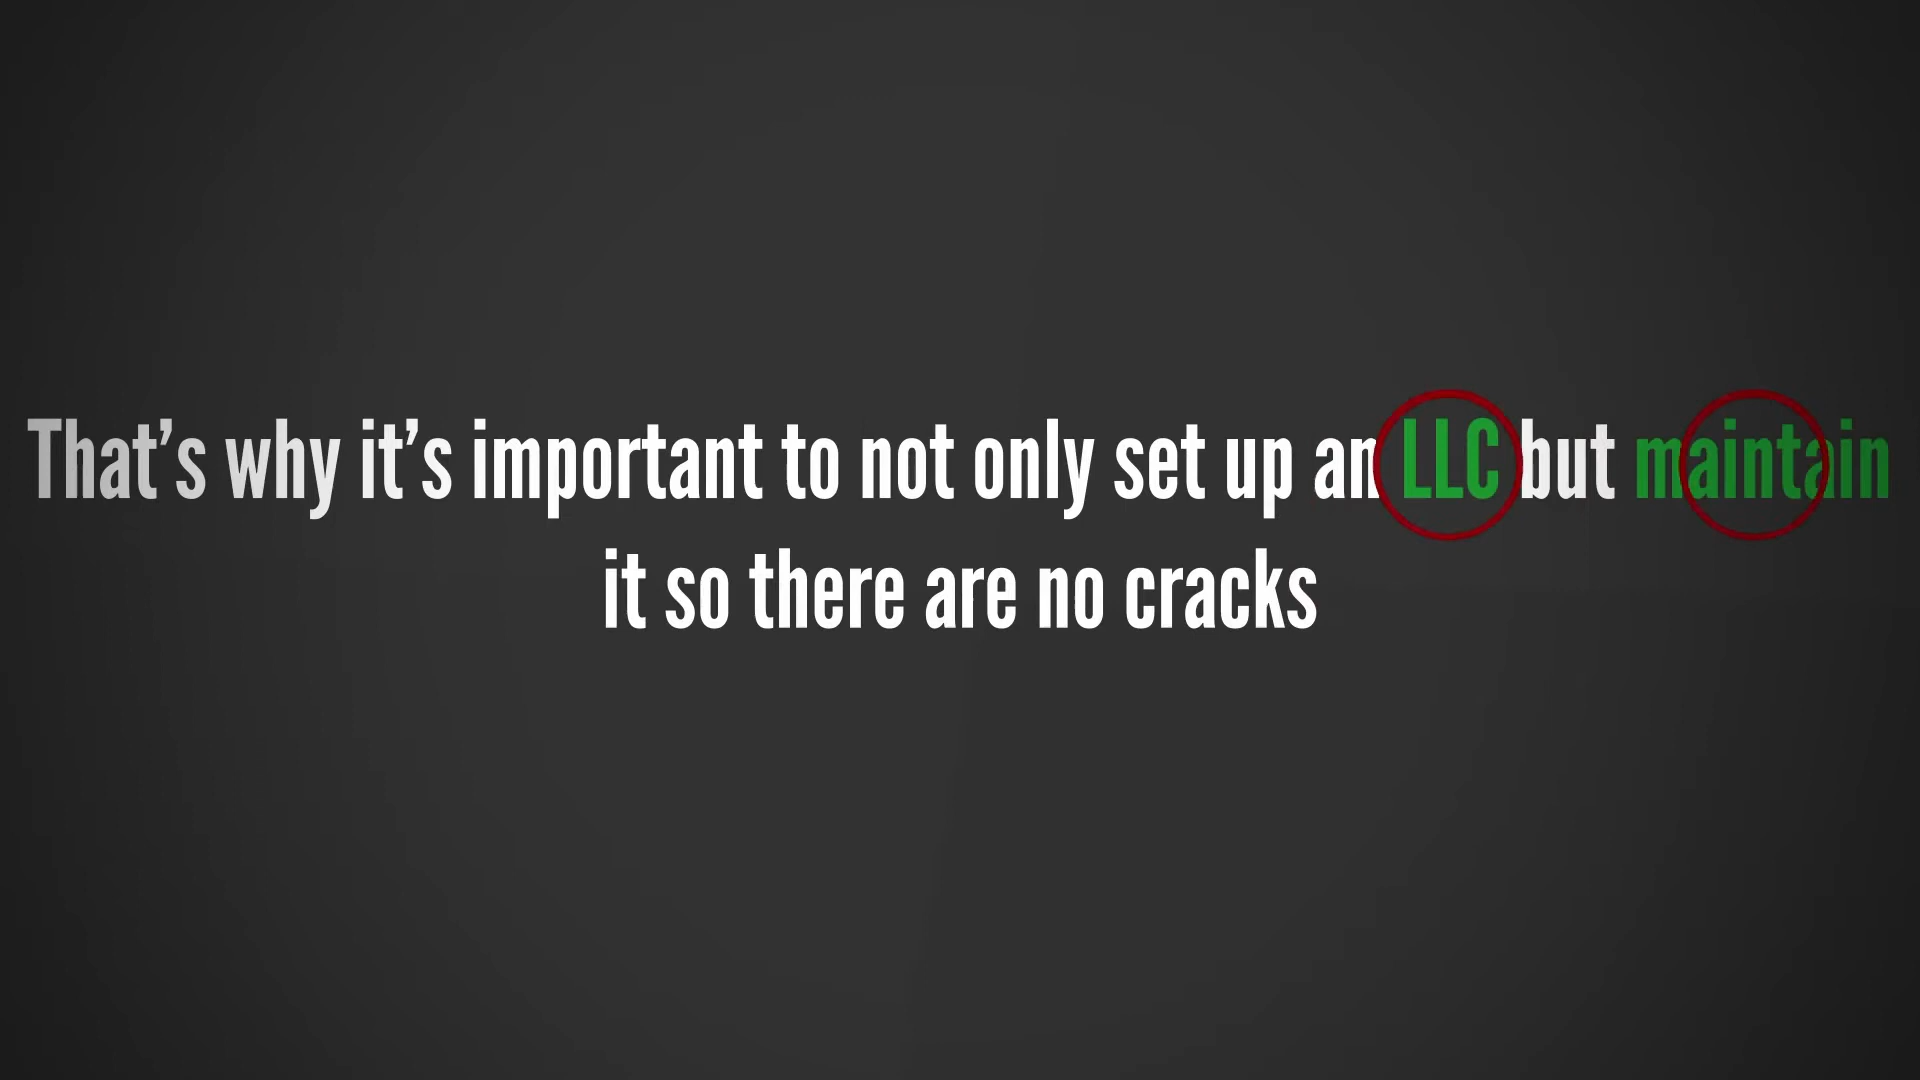 That’s why it’s important to not only set up an LLC but maintain
it so there are no cracks